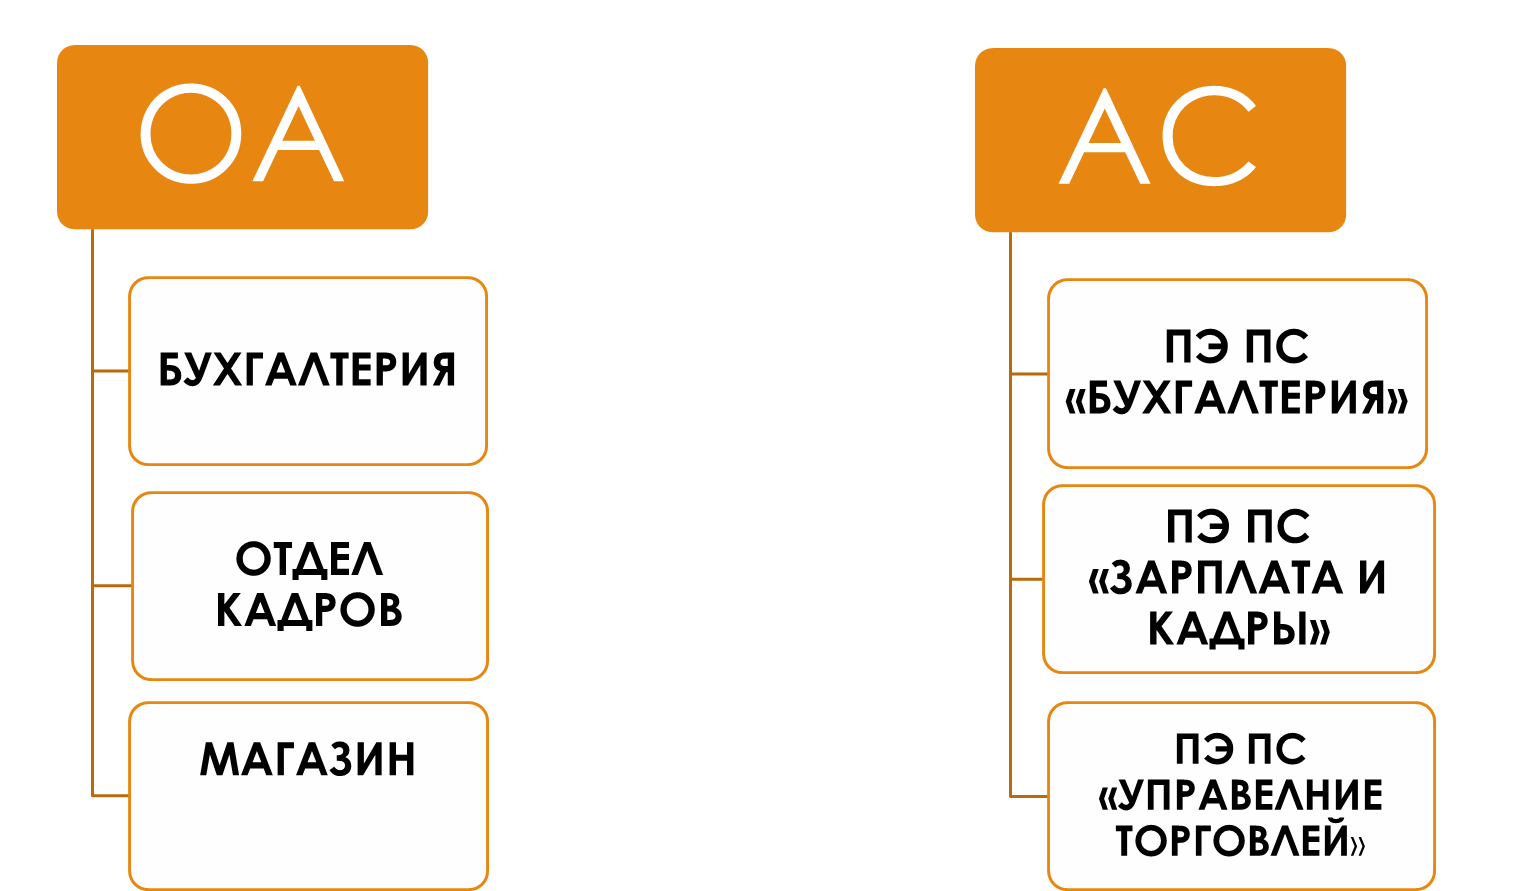 ОА
БУХГАЛТЕРИЯ
ОТДЕЛ
КАДРОВ
МАГАЗИН
АС
ПЭ ПС
«БУХГАЛТЕРИЯ»
ПЭ ПС
«ЗАРПЛАТА И
КАДРЫ»
ПЭ ПС
«УПРАВЕЛНИЕ
ТОРГОВЛЕЙ»